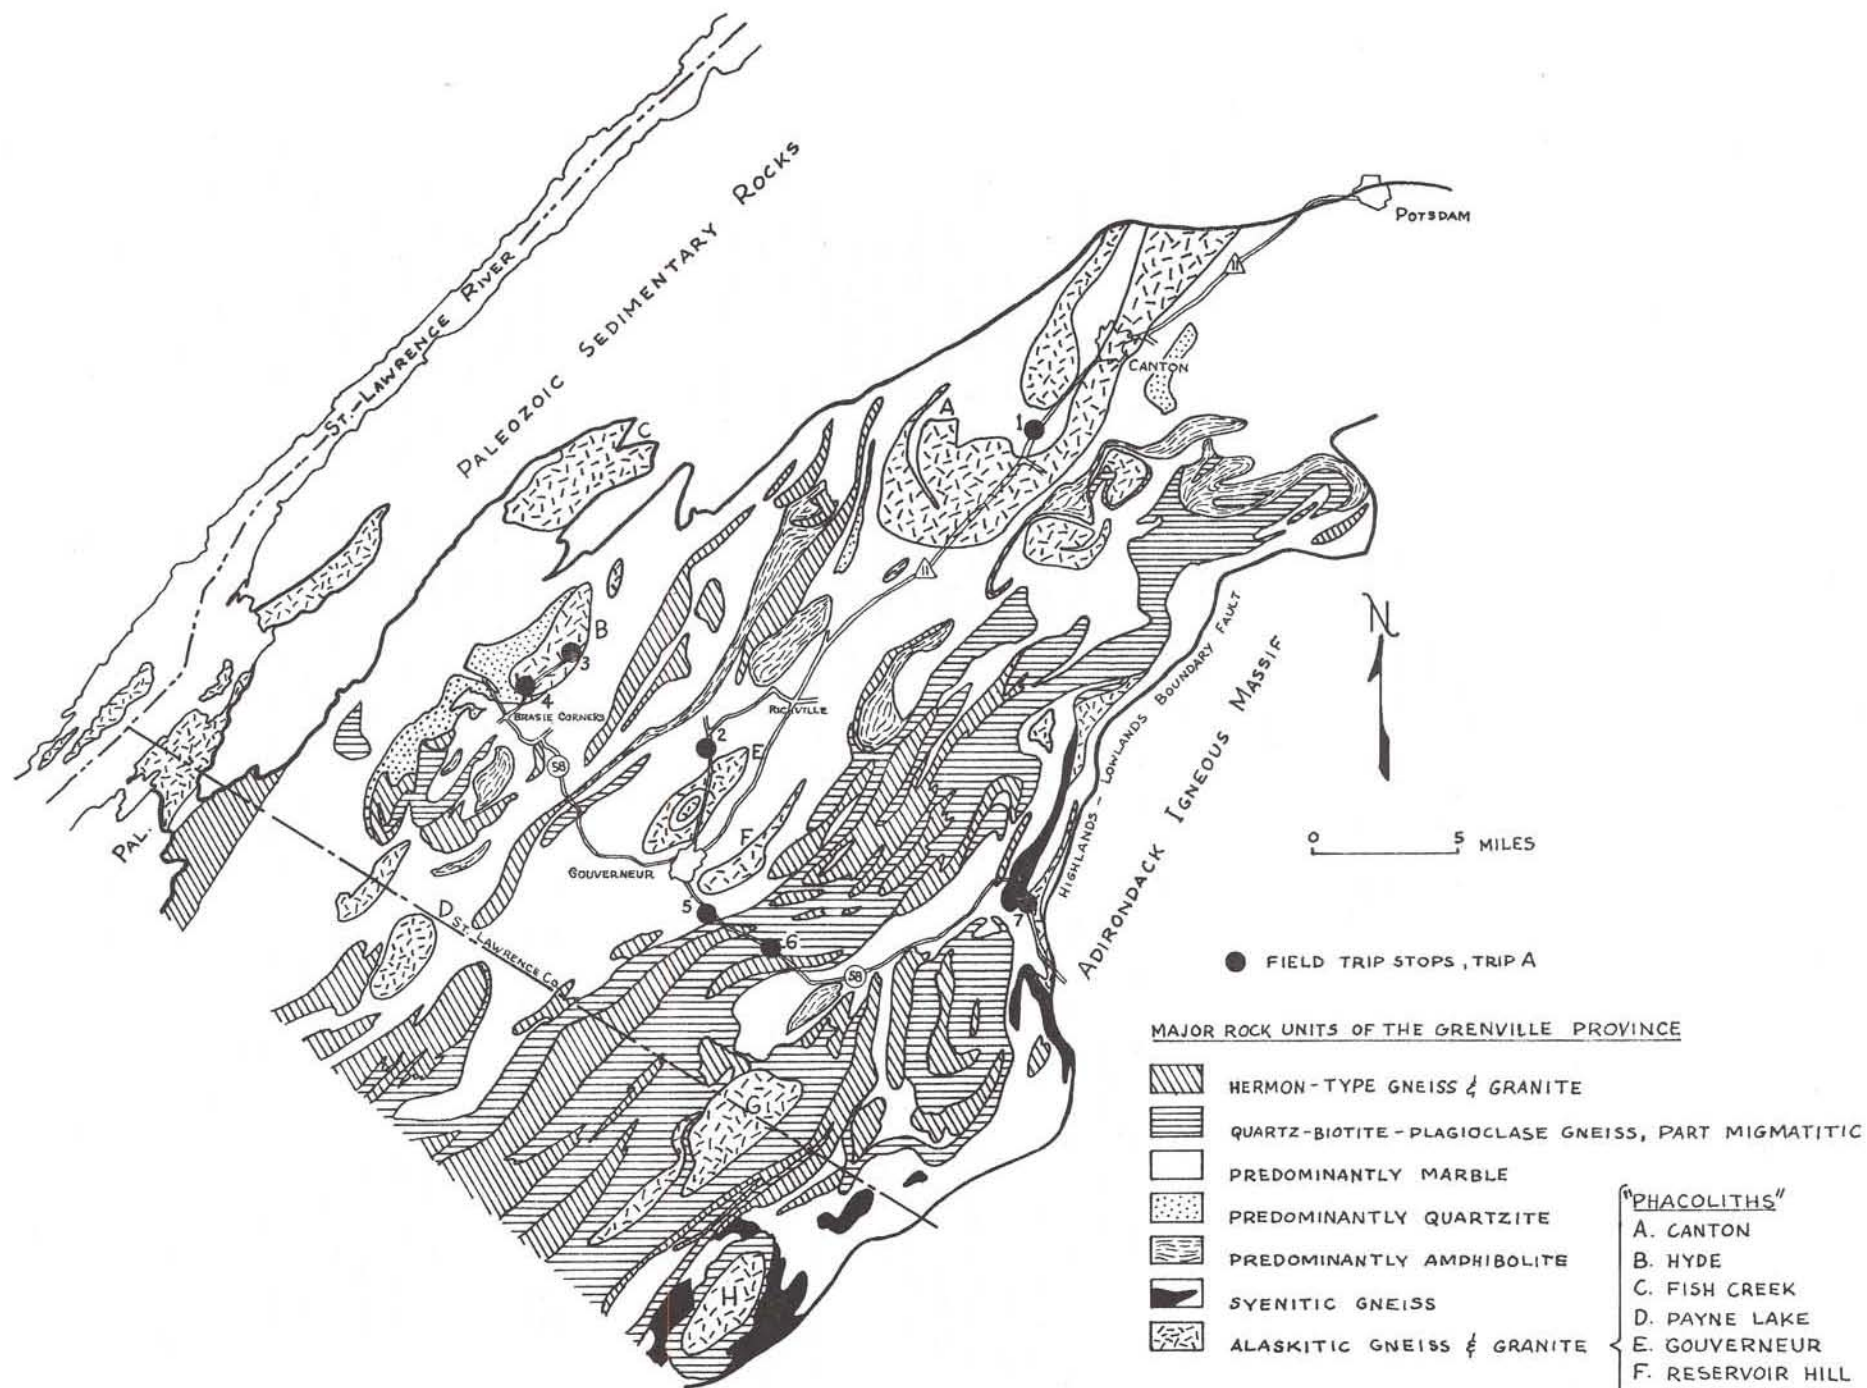 ST.-LAWRENCE RIVER
PALEOZOIC SEDIMENTARY ROCKS
POTSDAM
11
CANTON
A
1
C
11
B
3
4
BRASIE CORNERS
RICHVILLE
2
E
58
F
GOUVERNEUR
PAL.
D
ST. LAWRENCE CO.
5
6
58
7
HIGHLANDS - LOWLANDS BOUNDARY FAULT
ADIRONDACK IGNEOUS MASSIF
G
H
N
0 5 MILES
FIELD TRIP STOPS, TRIP A
MAJOR ROCK UNITS OF THE GRENVILLE PROVINCE
HERMON-TYPE GNEISS & GRANITE
QUARTZ-BIOTITE-PLAGIOCLASE GNEISS, PART MIGMATITIC
PREDOMINANTLY MARBLE
PREDOMINANTLY QUARTZITE
PREDOMINANTLY AMPHIBOLITE
SYENITIC GNEISS
ALASKITIC GNEISS & GRANITE
"PHACOLITHS"
A. CANTON
B. HYDE
C. FISH CREEK
D. PAYNE LAKE
E. GOUVERNEUR
F. RESERVOIR HILL